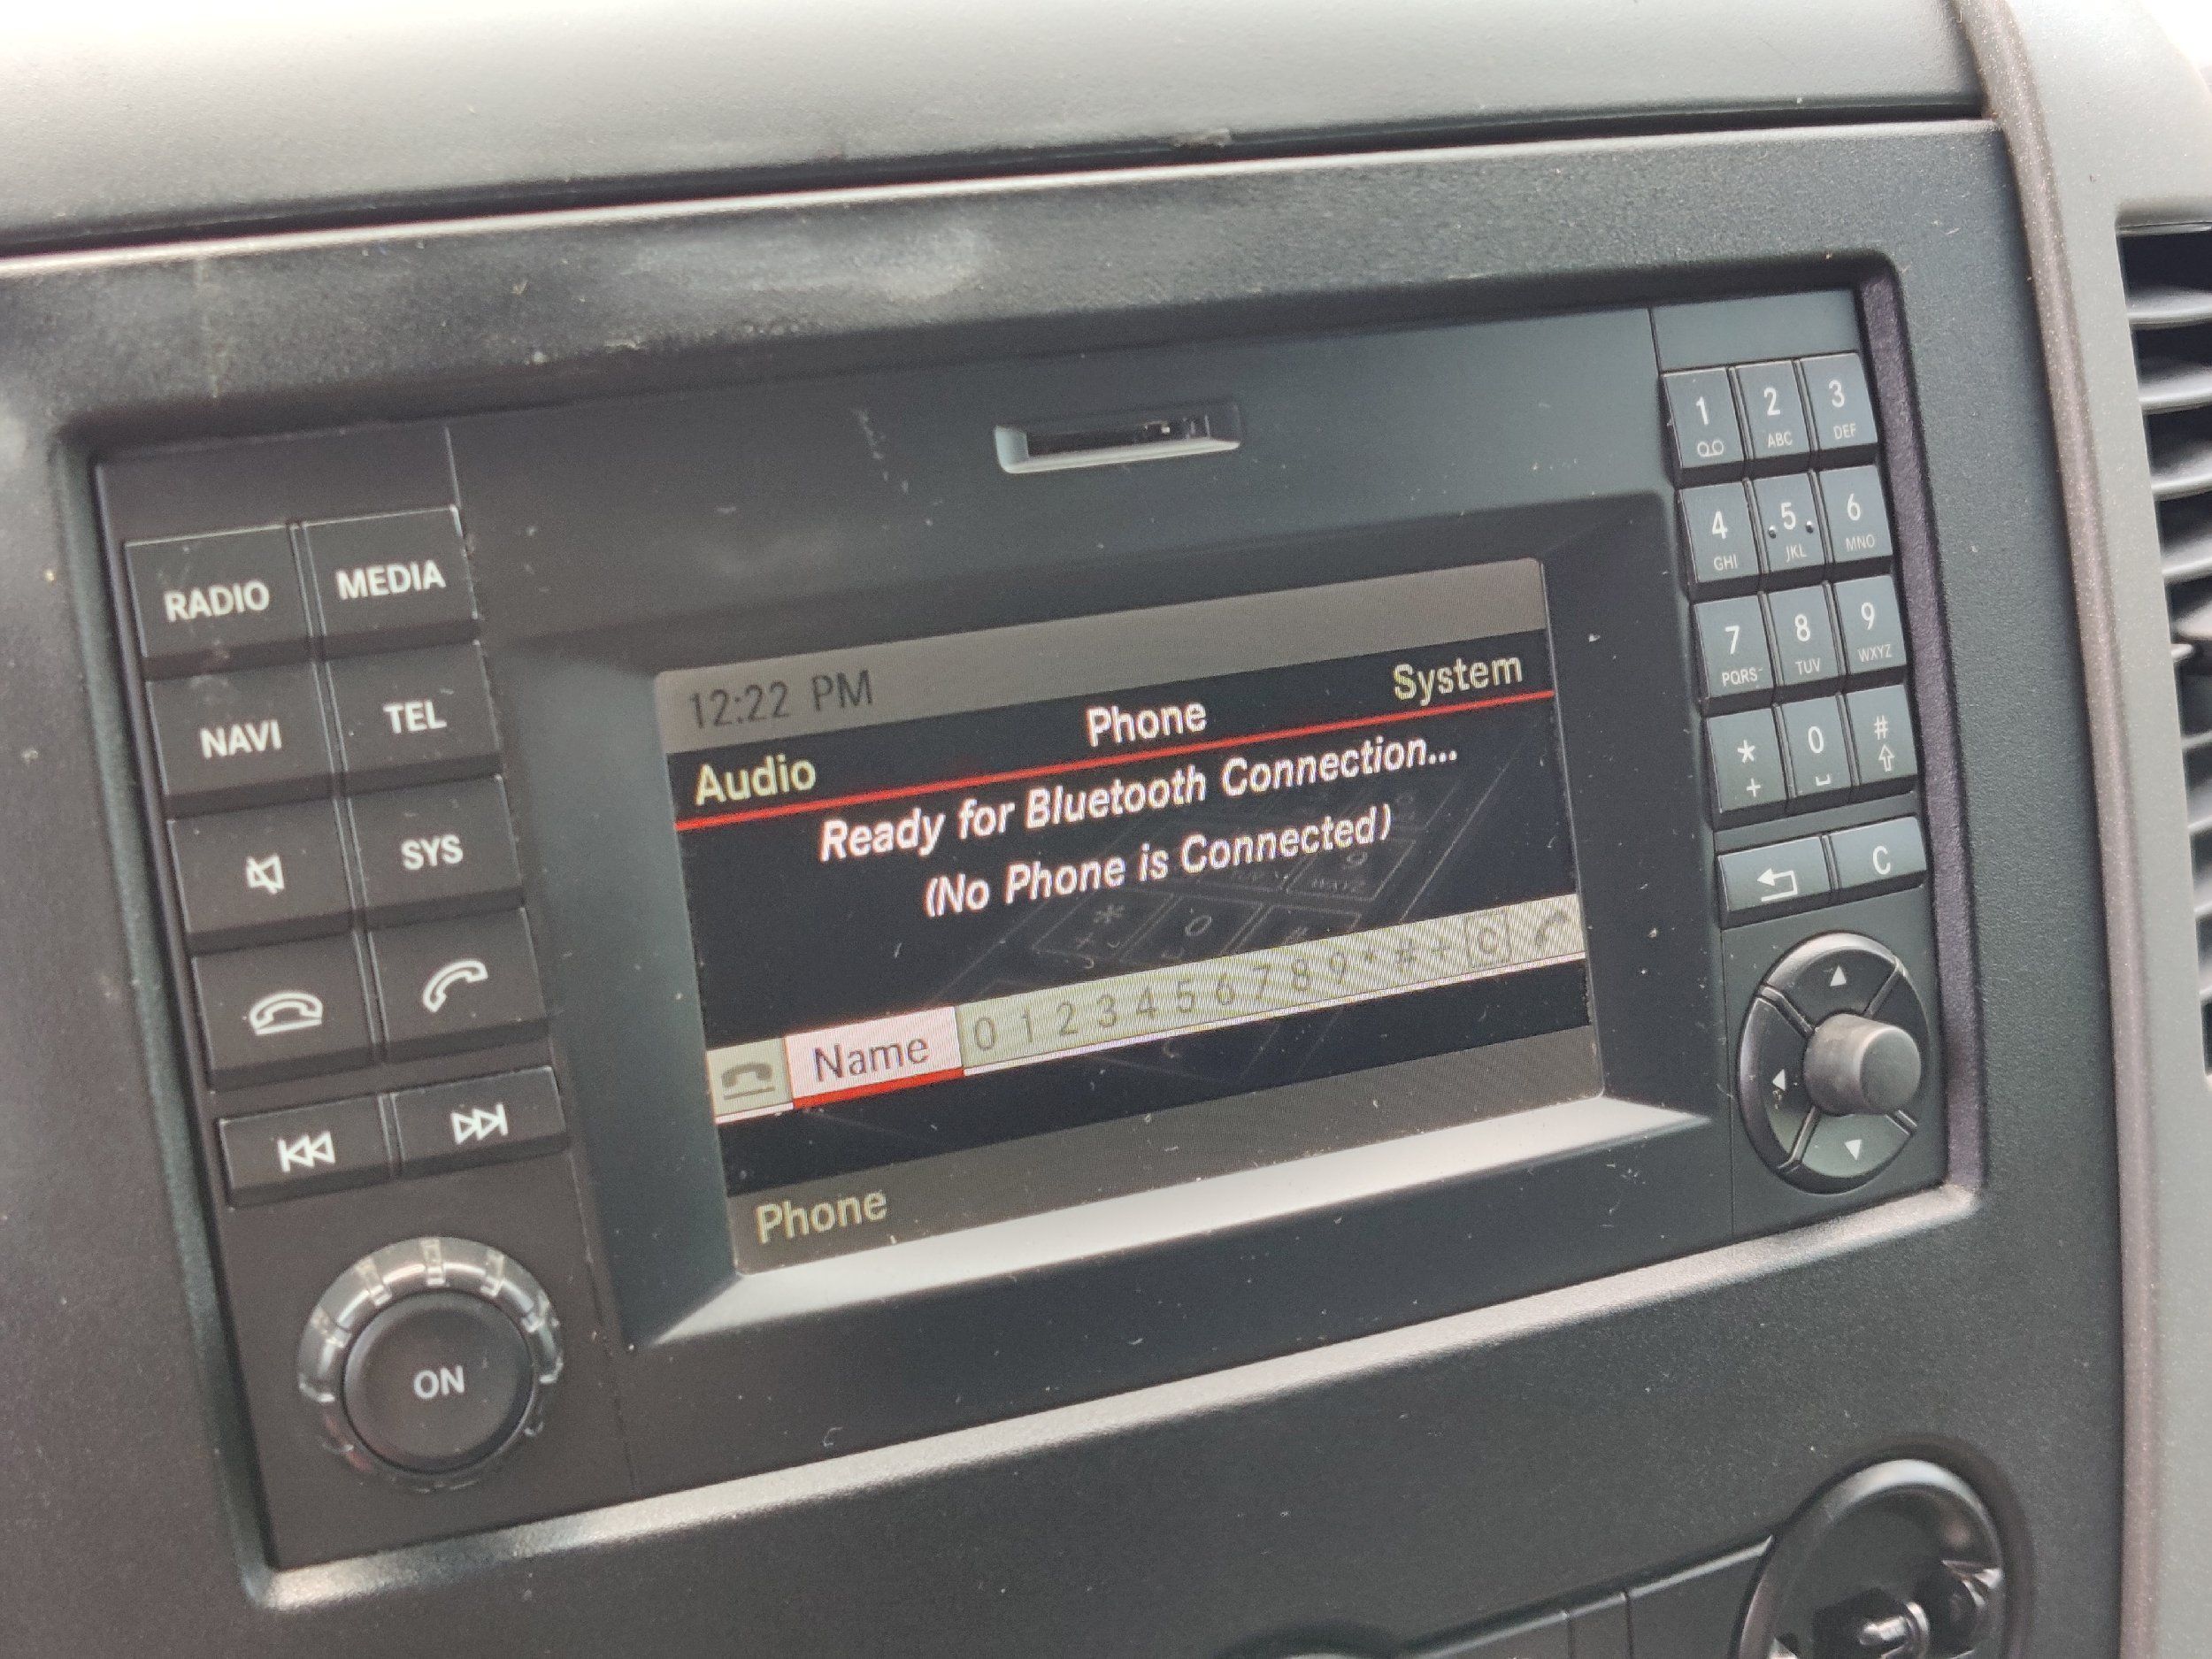 RADIO MEDIA
NAVI TEL
SYS
ON
12:22 PM
Audio Phone System
Ready for Bluetooth Connection...
(No Phone is Connected)
Name 0 1 2 3 4 5 6 7 8 9 * # + C
Phone
1 2 3
ABC DEF
4 5 6
GHI JKL MNO
7 8 9
PQRS TUV WXYZ
* 0 #
+
C